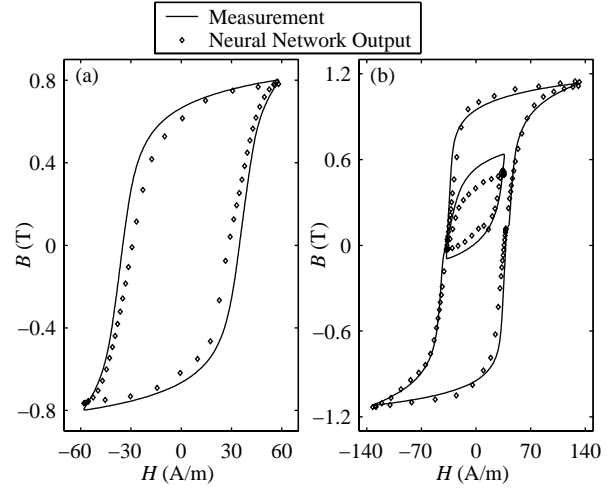 Measurement
Neural Network Output
(a)
0.8
0.4
0
−0.4
−0.8
B (T)
−60 −30 0 30 60
H (A/m)
(b)
1.2
0.6
0
−0.6
−1.2
B (T)
−140 −70 0 70 140
H (A/m)